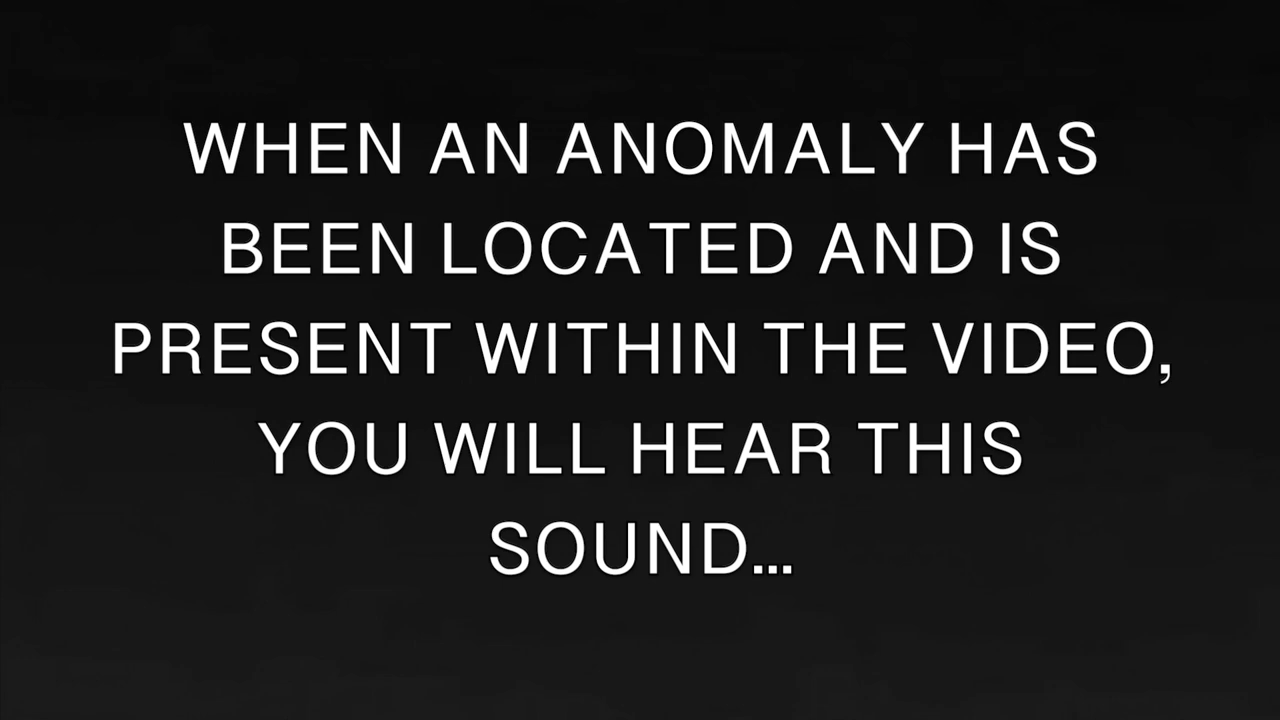 WHEN AN ANOMALY HAS
BEEN LOCATED AND IS
PRESENT WITHIN THE VIDEO,
YOU WILL HEAR THIS
SOUND...